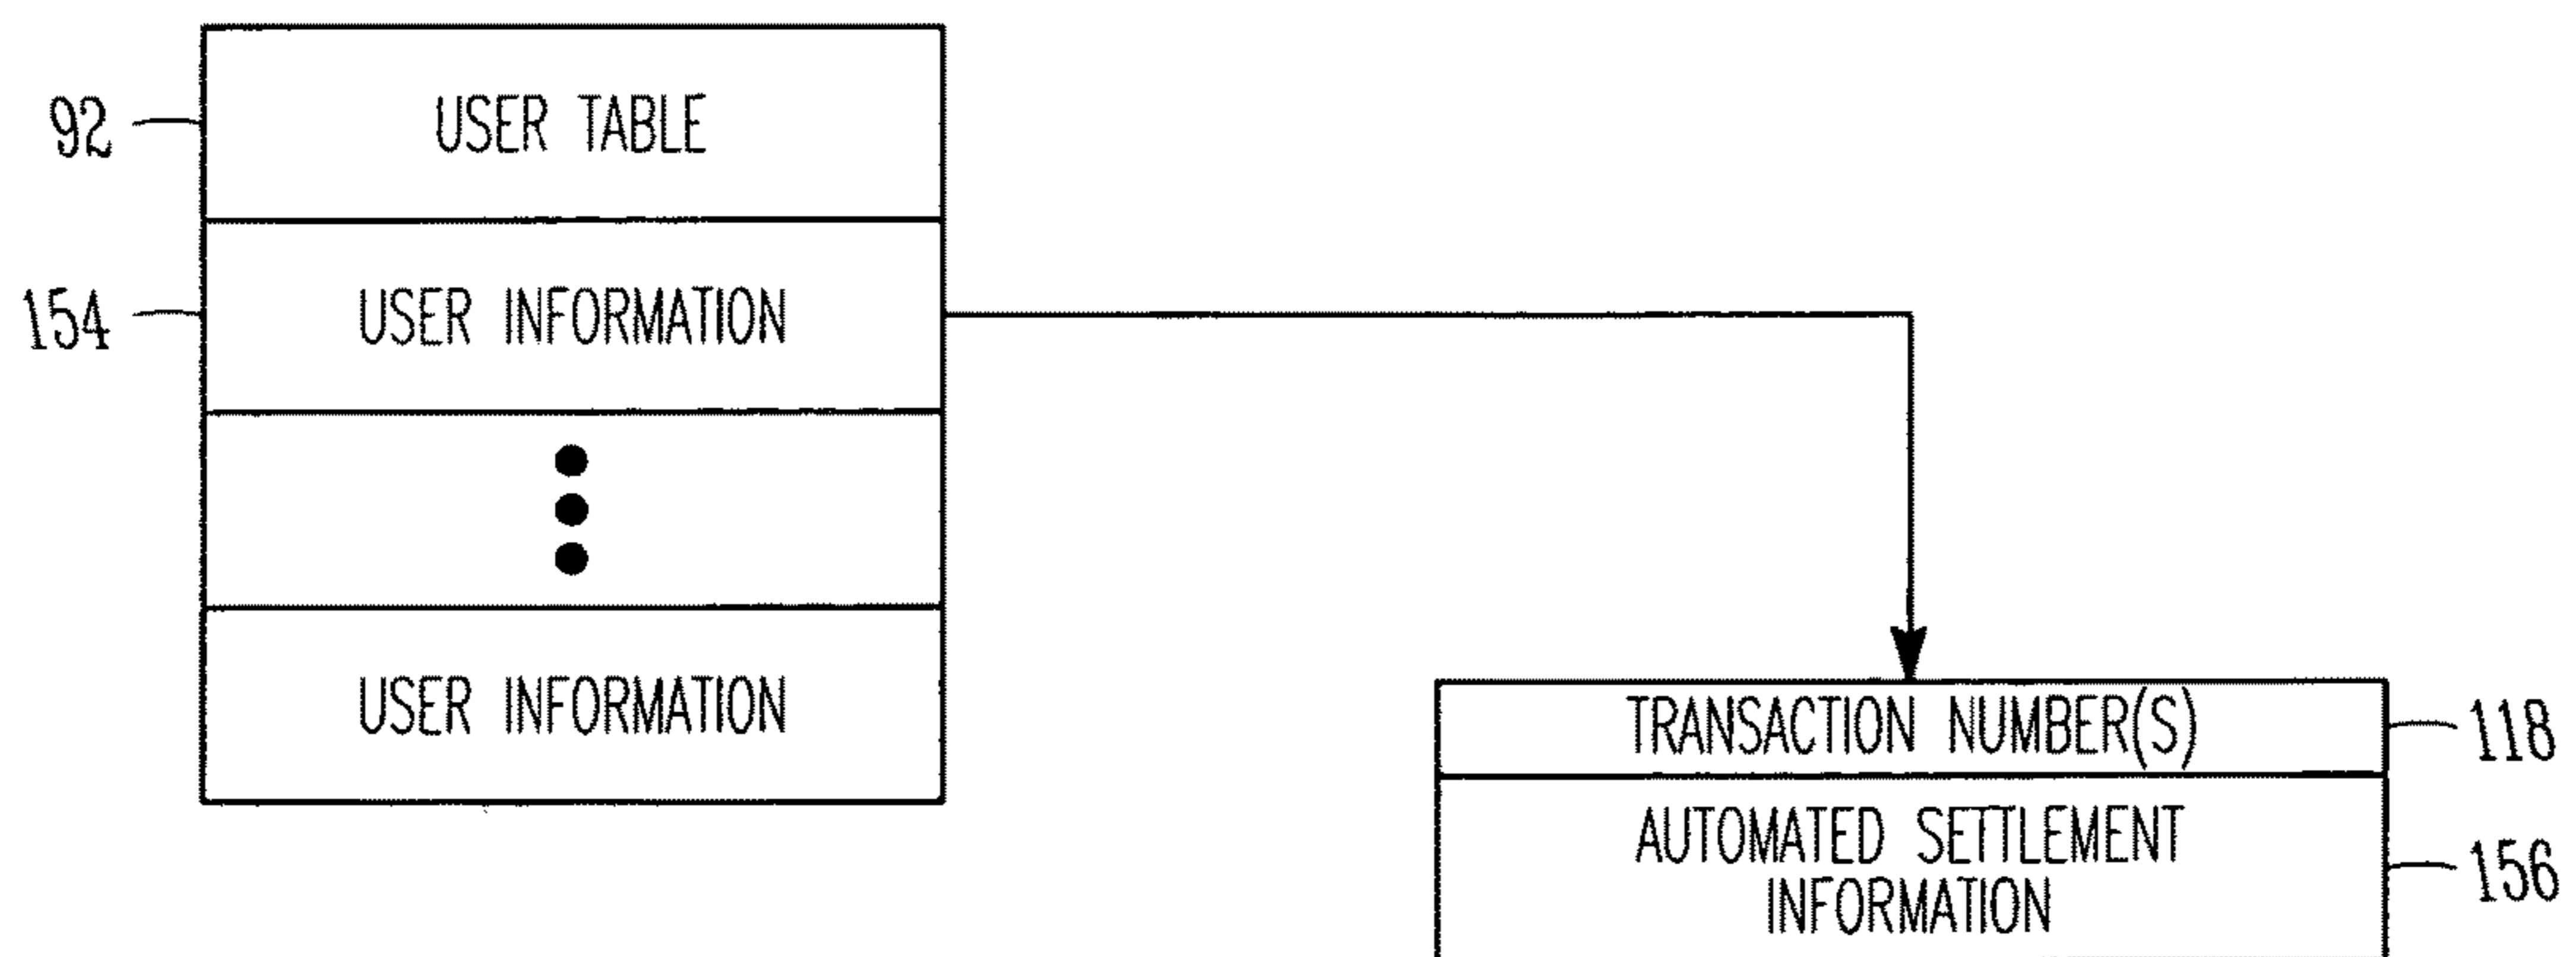 92
USER TABLE
154
USER INFORMATION
USER INFORMATION
TRANSACTION NUMBER(S)
118
AUTOMATED SETTLEMENT
INFORMATION
156